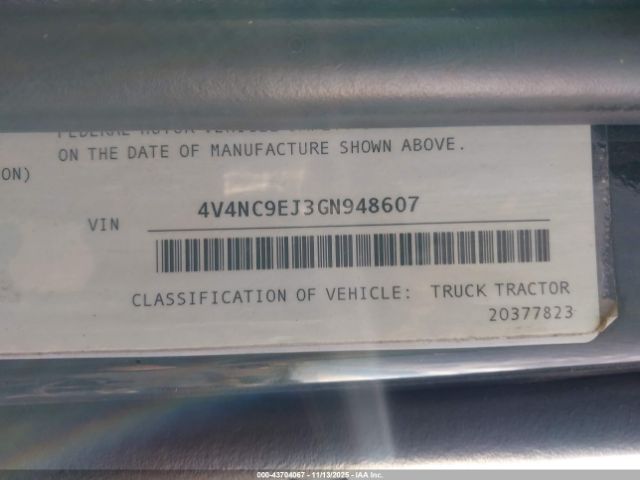 ON THE DATE OF MANUFACTURE SHOWN ABOVE.
ON)
VIN 4V4NC9EJ3GN948607
CLASSIFICATION OF VEHICLE: TRUCK TRACTOR
20377823
000-43704067 - 11/13/2025 - IAA Inc.